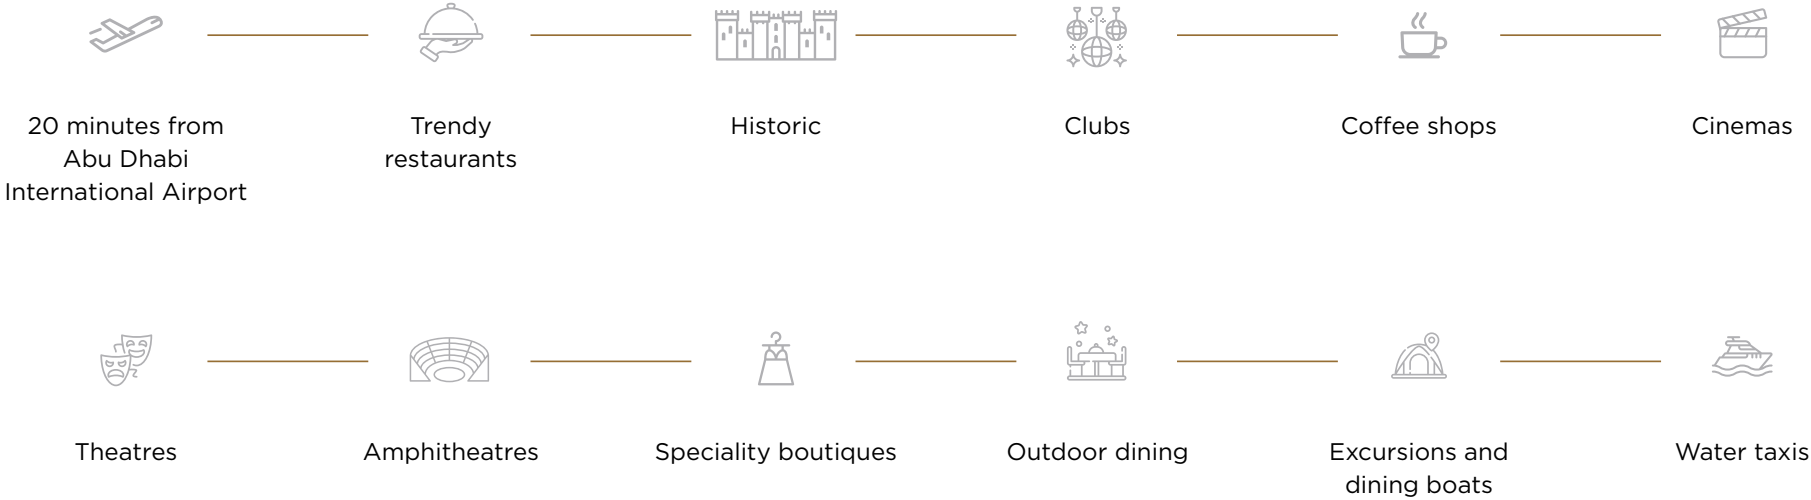 20 minutes from
Abu Dhabi
International Airport
Trendy
restaurants
Historic
Clubs
Coffee shops
Cinemas
Theatres
Amphitheatres
Speciality boutiques
Outdoor dining
Excursions and
dining boats
Water taxis